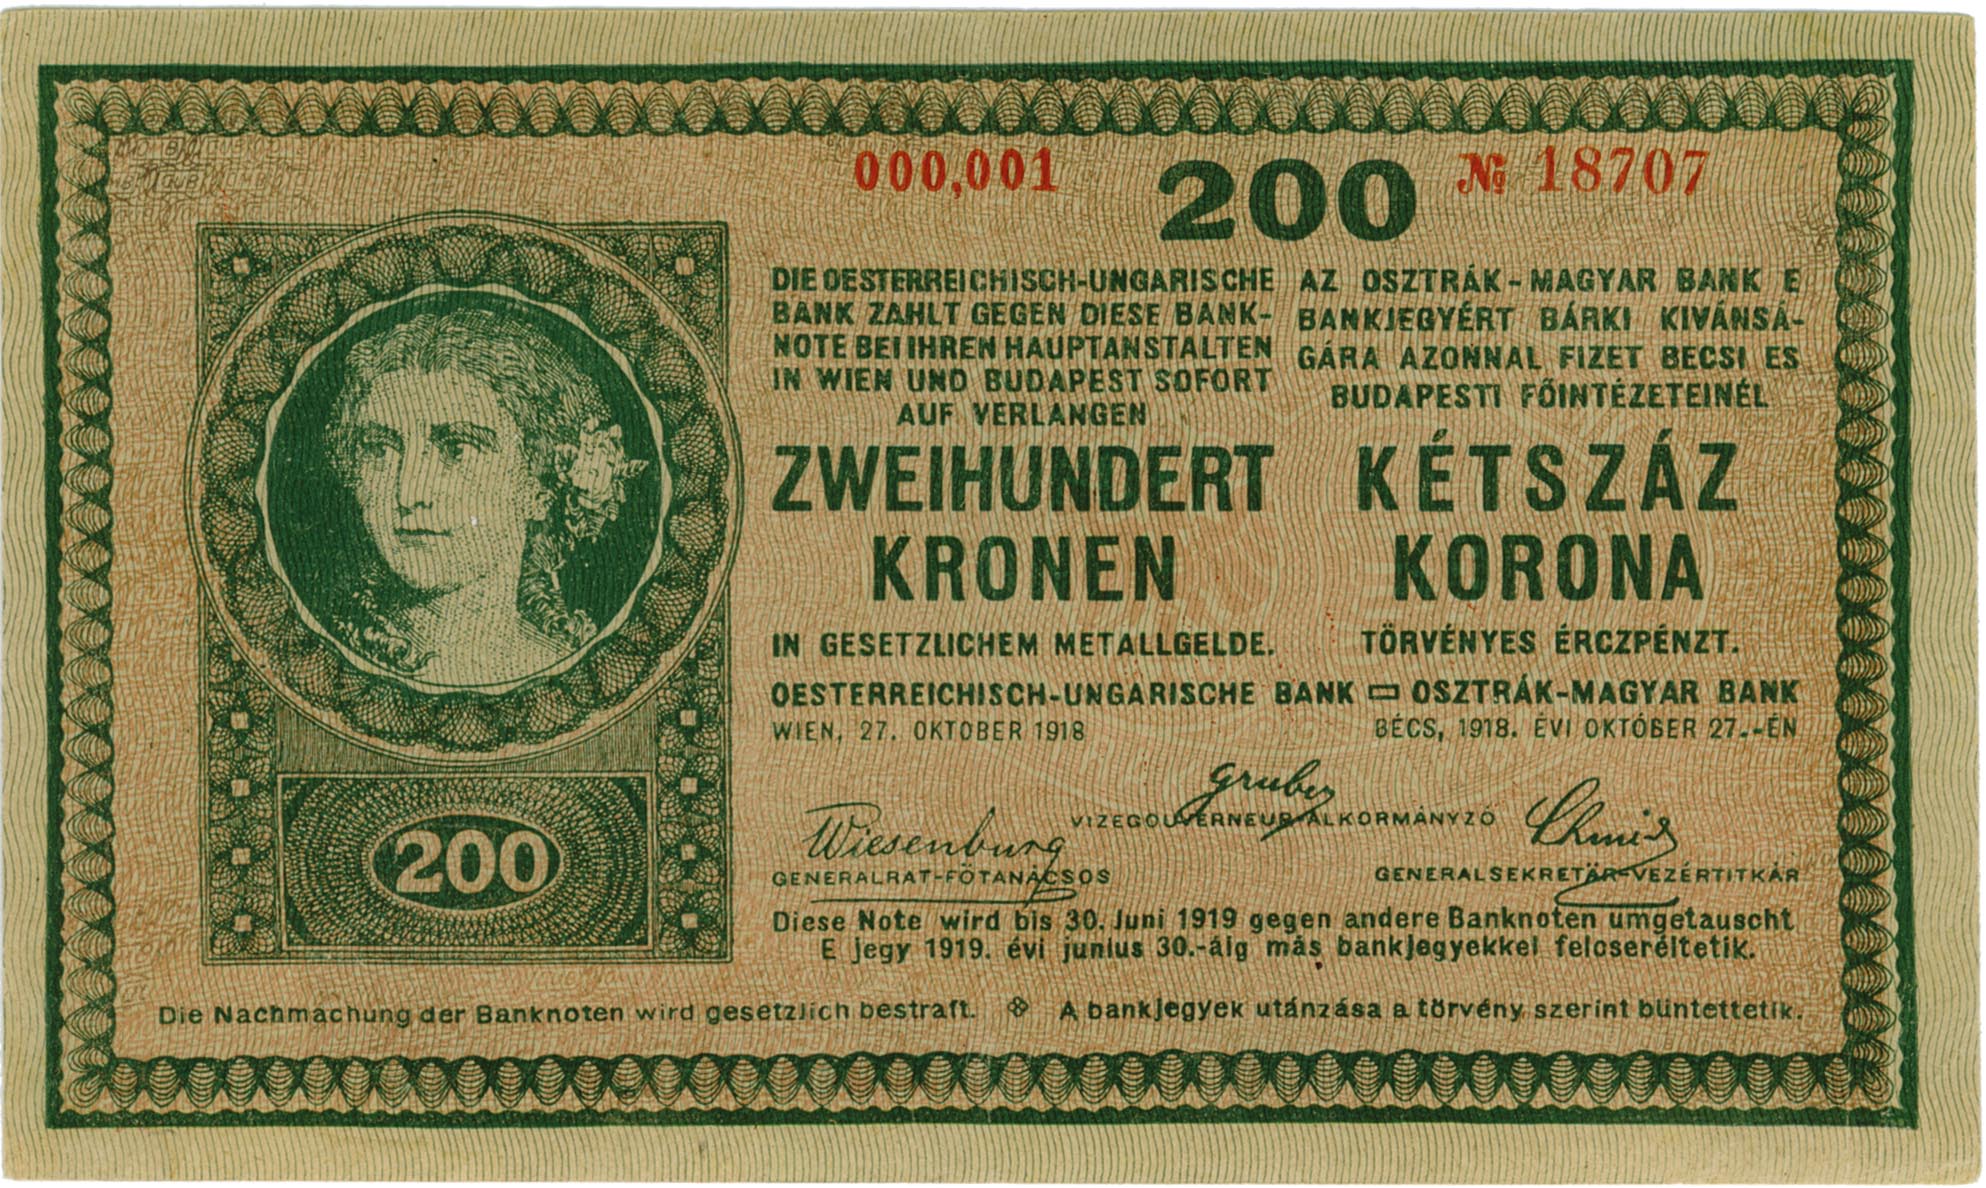 000,001 200 № 18707
DIE OESTERREICHISCH-UNGARISCHE
BANK ZAHLT GEGEN DIESE BANK-
NOTE BEI IHREN HAUPTANSTALTEN
IN WIEN UND BUDAPEST SOFORT
AUF VERLANGEN
ZWEIHUNDERT
KRONEN
IN GESETZLICHEM METALLGELDE.
AZ OSZTRÁK-MAGYAR BANK E
BANKJEGYÉRT BÁRKI KIVÁNSÁ-
GÁRA AZONNAL FIZET BECSI ES
BUDAPESTI FŐINTÉZETEINÉL
KÉTSZÁZ
KORONA
TÖRVÉNYES ÉRCZPÉNZT.
OESTERREICHISCH-UNGARISCHE BANK ▭ OSZTRÁK-MAGYAR BANK
WIEN, 27. OKTOBER 1918
BÉCS, 1918. ÉVI OKTÓBER 27.-ÉN
Gruber
VIZEGOUVERNEUR-ALKORMÁNYZÓ
Wiesenburg
GENERALRAT-FŐTANÁCSOS
Schmid
GENERALSEKRETÄR-VEZÉRTITKÁR
200
Diese Note wird bis 30. Juni 1919 gegen andere Banknoten umgetauscht
E jegy 1919. évi junius 30.-áig más bankjegyekkel felcseréltetik.
Die Nachmachung der Banknoten wird gesetzlich bestraft. A bankjegyek utánzása a törvény szerint büntettetik.